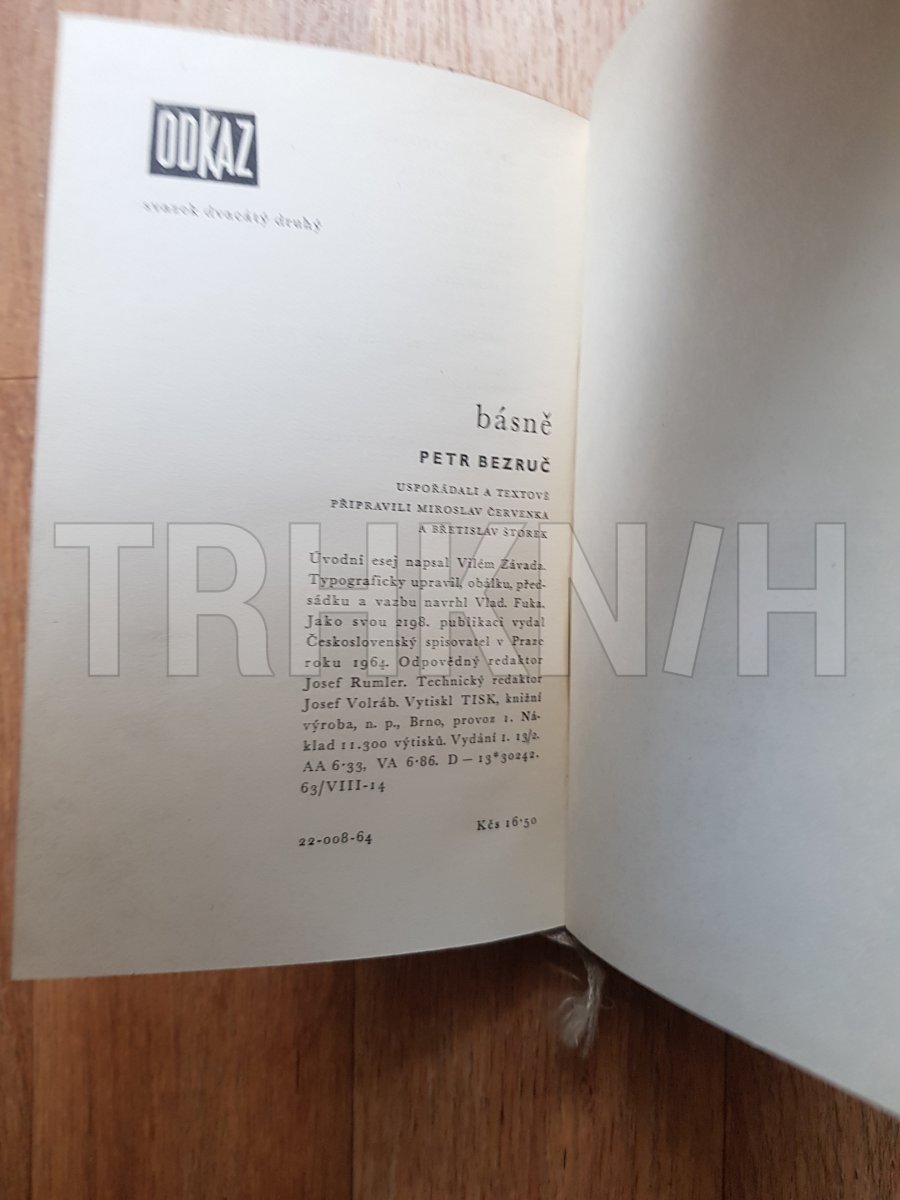 ODKAZ
svazek dvacátý druhý
básně
PETR BEZRUČ
USPOŘÁDALI A TEXTOVĚ
PŘIPRAVILI MIROSLAV ČERVENKA
A BŘETISLAV ŠTOREK
Úvodní esej napsal Vilém Závada.
Typograficky upravil, obálku, před-
sádku a vazbu navrhl Vlad. Fuka.
Jako svou 2198. publikaci vydal
Československý spisovatel v Praze
roku 1964. Odpovědný redaktor
Josef Rumler. Technický redaktor
Josef Volráb. Vytiskl TISK, knižní
výroba, n. p., Brno, provoz 1. Ná-
klad 11.300 výtisků. Vydání 1. 13/2.
AA 6·33, VA 6·86. D — 13*30242.
63/VIII-14
22-008-64
Kčs 16·50
TRHKN/H